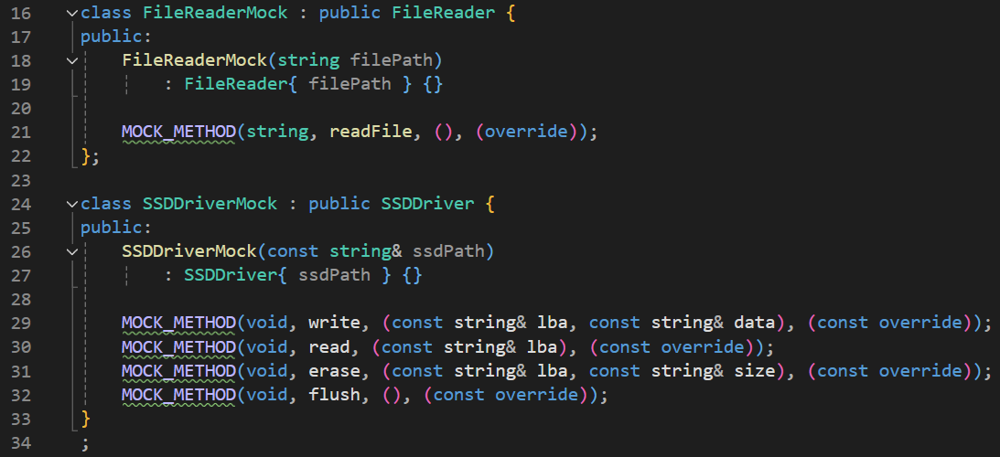 16 class FileReaderMock : public FileReader {
17 public:
18     FileReaderMock(string filePath)
19         : FileReader{ filePath } {}
20
21     MOCK_METHOD(string, readFile, (), (override));
22 };
23
24 class SSDDriverMock : public SSDDriver {
25 public:
26     SSDDriverMock(const string& ssdPath)
27         : SSDDriver{ ssdPath } {}
28
29     MOCK_METHOD(void, write, (const string& lba, const string& data), (const override));
30     MOCK_METHOD(void, read, (const string& lba), (const override));
31     MOCK_METHOD(void, erase, (const string& lba, const string& size), (const override));
32     MOCK_METHOD(void, flush, (), (const override));
33 }
34 ;